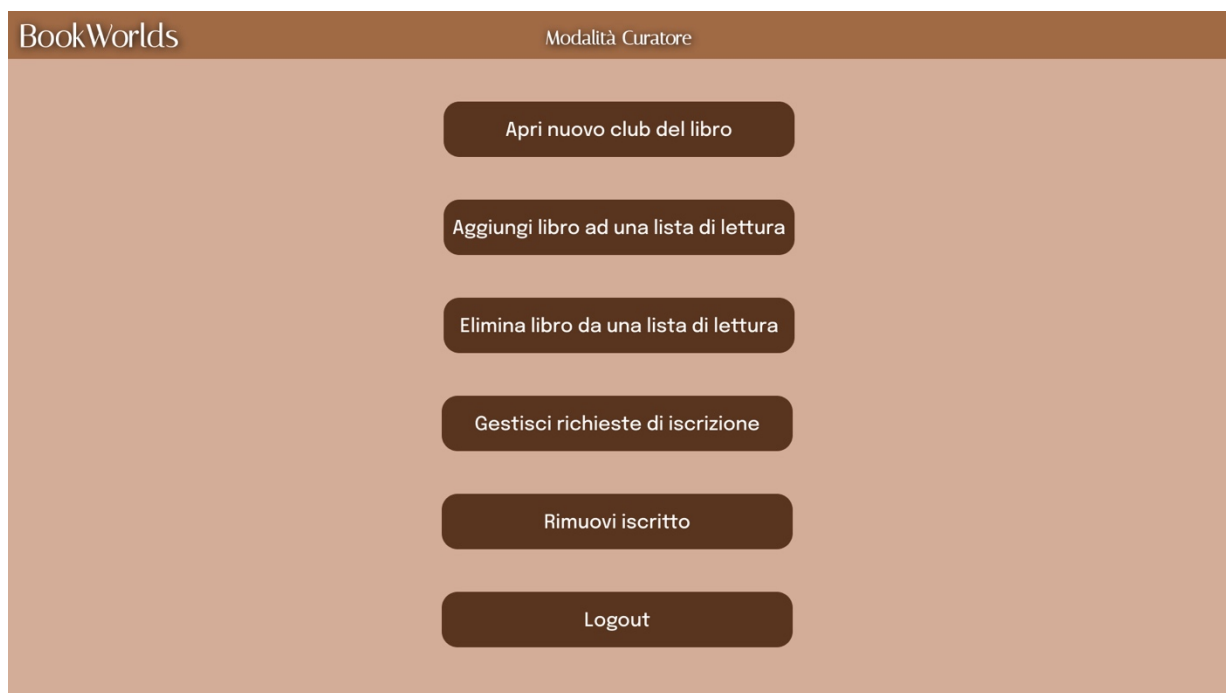 BookWorlds
Modalità Curatore
Apri nuovo club del libro
Aggiungi libro ad una lista di lettura
Elimina libro da una lista di lettura
Gestisci richieste di iscrizione
Rimuovi iscritto
Logout